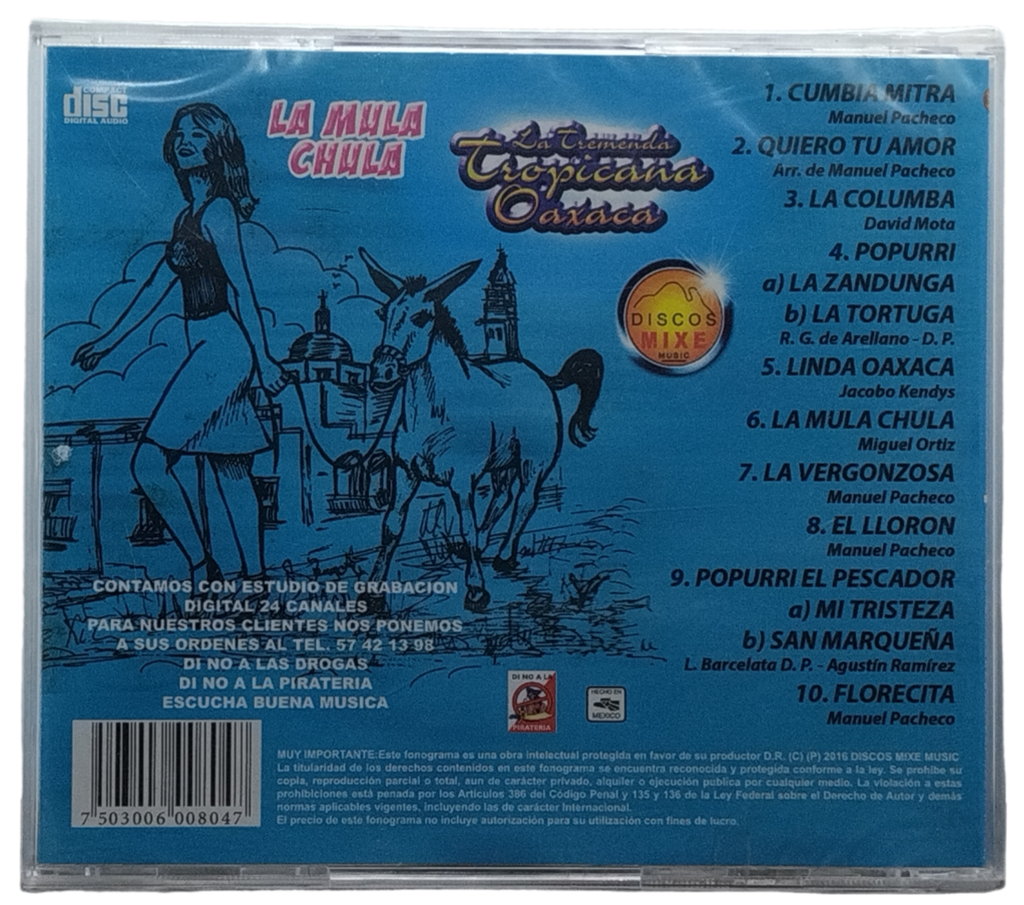 COMPACT
disc
DIGITAL AUDIO
LA MULA
CHULA
La Tremenda
Tropicana
Oaxaca
DISCOS
MIXE
MUSIC
1. CUMBIA MITRA
Manuel Pacheco
2. QUIERO TU AMOR
Arr. de Manuel Pacheco
3. LA COLUMBA
David Mota
4. POPURRI
a) LA ZANDUNGA
b) LA TORTUGA
R. G. de Arellano - D. P.
5. LINDA OAXACA
Jacobo Kendys
6. LA MULA CHULA
Miguel Ortiz
7. LA VERGONZOSA
Manuel Pacheco
8. EL LLORON
Manuel Pacheco
9. POPURRI EL PESCADOR
a) MI TRISTEZA
b) SAN MARQUEÑA
L. Barcelata D. P. - Agustín Ramírez
10. FLORECITA
Manuel Pacheco
CONTAMOS CON ESTUDIO DE GRABACION
DIGITAL 24 CANALES
PARA NUESTROS CLIENTES NOS PONEMOS
A SUS ORDENES AL TEL. 57 42 13 98
DI NO A LAS DROGAS
DI NO A LA PIRATERIA
ESCUCHA BUENA MUSICA
DI NO A LA
PIRATERIA
HECHO EN
MEXICO
7 503006 008047
MUY IMPORTANTE:Este fonograma es una obra intelectual protegida en favor de su productor D.R. (C) (P) 2016 DISCOS MIXE MUSIC
La titularidad de los derechos contenidos en este fonograma se encuentra reconocida y protegida conforme a la ley. Se prohibe su
copia, reproducción parcial o total, aun de carácter privado, alquiler o ejecución publica por cualquier medio. La violación a estas
prohibiciones está penada por los Articulos 386 del Código Penal y 135 y 136 de la Ley Federal sobre el Derecho de Autor y demás
normas aplicables vigentes, incluyendo las de carácter Internacional.
El precio de este fonograma no incluye autorización para su utilización con fines de lucro.